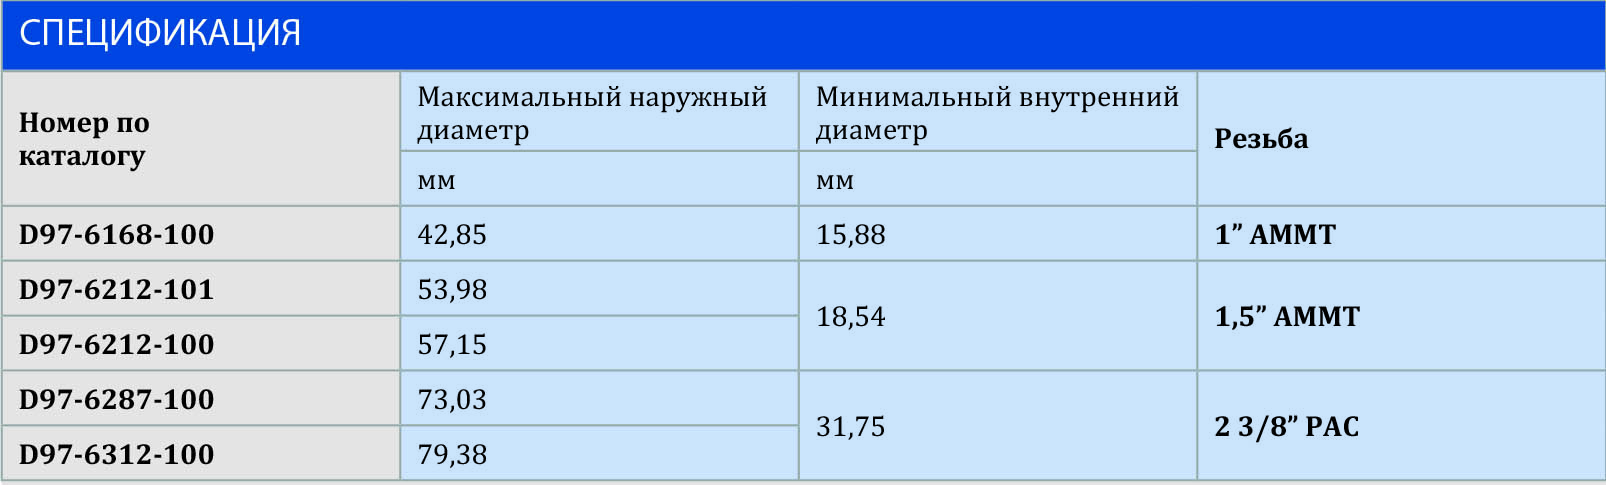 СПЕЦИФИКАЦИЯ
Номер по
каталогу
Максимальный наружный
диаметр
Минимальный внутренний
диаметр
Резьба
мм
мм
D97-6168-100
42,85
15,88
1” AMMT
D97-6212-101
53,98
18,54
1,5” AMMT
D97-6212-100
57,15
D97-6287-100
73,03
31,75
2 3/8” PAC
D97-6312-100
79,38